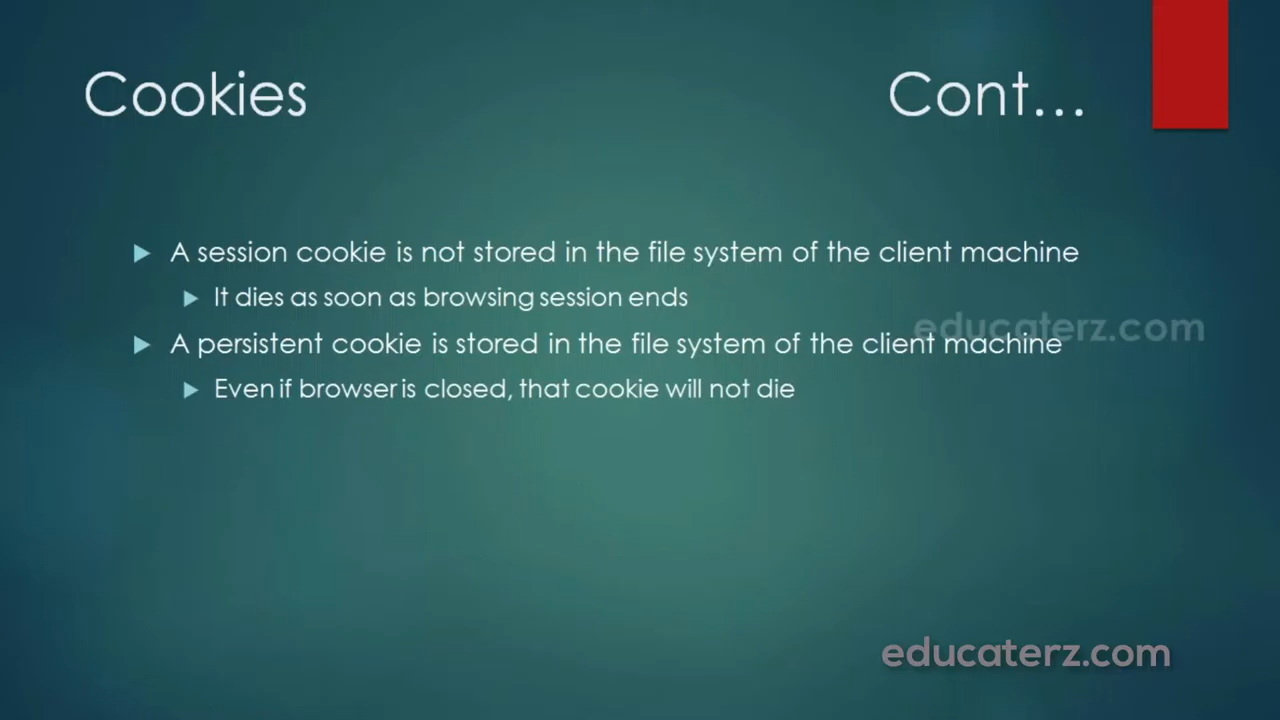 Cookies Cont...
A session cookie is not stored in the file system of the client machine
It dies as soon as browsing session ends
educaterz.com
A persistent cookie is stored in the file system of the client machine
Even if browser is closed, that cookie will not die
educaterz.com